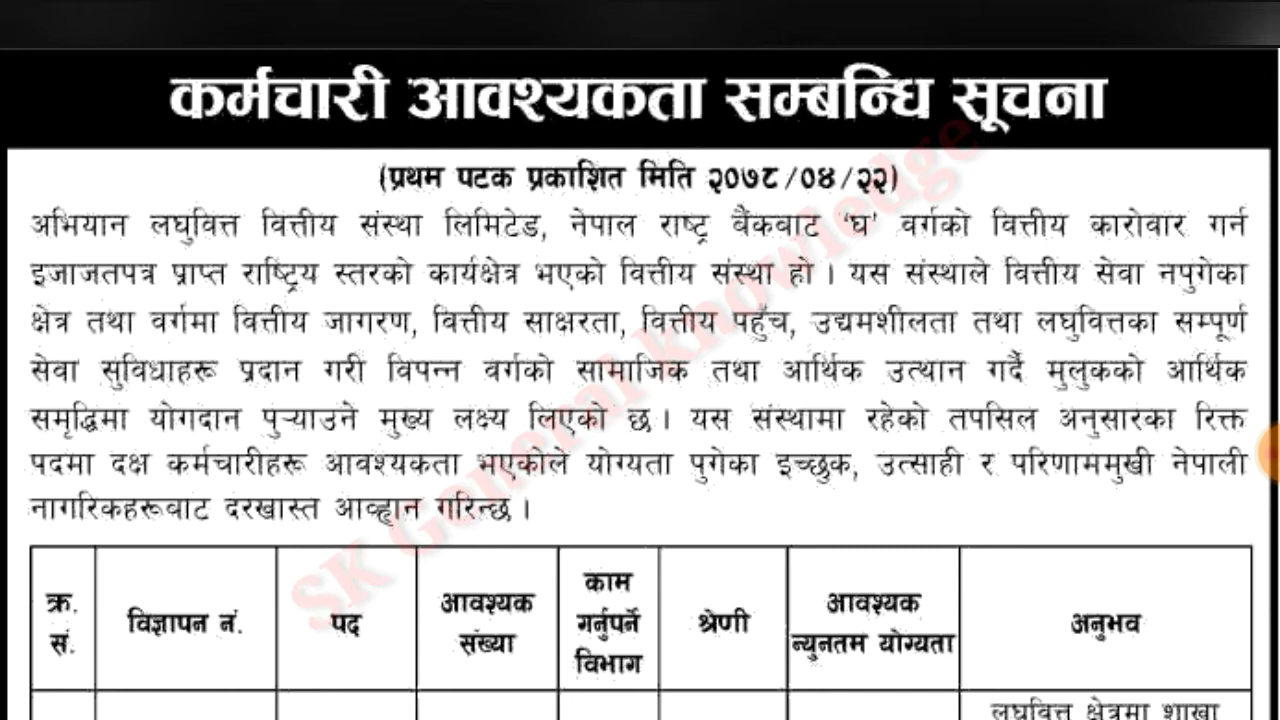 कर्मचारी आवश्यकता सम्बन्धि सूचना
(प्रथम पटक प्रकाशित मिति २०७८/०४/२२)
अभियान लघुवित्त वित्तीय संस्था लिमिटेड, नेपाल राष्ट्र बैंकबाट 'घ' वर्गको वित्तीय कारोवार गर्न
इजाजतपत्र प्राप्त राष्ट्रिय स्तरको कार्यक्षेत्र भएको वित्तीय संस्था हो । यस संस्थाले वित्तीय सेवा नपुगेका
क्षेत्र तथा वर्गमा वित्तीय जागरण, वित्तीय साक्षरता, वित्तीय पहुँच, उद्यमशीलता तथा लघुवित्तका सम्पूर्ण
सेवा सुविधाहरू प्रदान गरी विपन्न वर्गको सामाजिक तथा आर्थिक उत्थान गर्दै मुलुकको आर्थिक
समृद्धिमा योगदान पुऱ्याउने मुख्य लक्ष्य लिएको छ । यस संस्थामा रहेको तपसिल अनुसारका रिक्त
पदमा दक्ष कर्मचारीहरू आवश्यकता भएकोले योग्यता पुगेका इच्छुक, उत्साही र परिणाममुखी नेपाली
नागरिकहरूबाट दरखास्त आव्हान गरिन्छ ।
SK General Knowledge
क्र. सं.
विज्ञापन नं.
पद
आवश्यक संख्या
काम गर्नुपर्ने विभाग
श्रेणी
आवश्यक न्युनतम योग्यता
अनुभव
लघुवित्त क्षेत्रमा शाखा